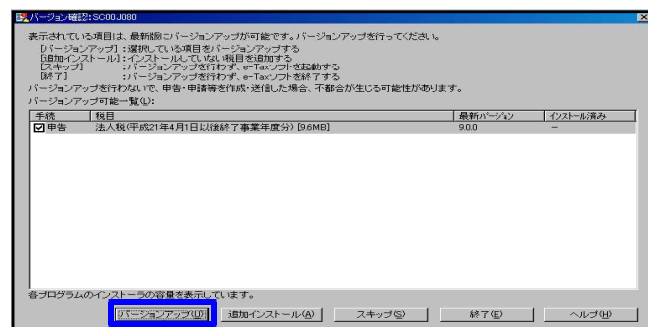 バージョン確認:SC00J080
表示されている項目は、最新版にバージョンアップが可能です。バージョンアップを行ってください。
[バージョンアップ]:選択している項目をバージョンアップする
[追加インストール]:インストールしていない税目を追加する
[スキップ] :バージョンアップを行わず、e-Taxソフトを起動する
[終了] :バージョンアップを行わず、e-Taxソフトを終了する
バージョンアップを行わないで、申告・申請等を作成・送信した場合、不都合が生じる可能性があります。
バージョンアップ可能一覧(L):
手続 税目 最新バージョン インストール済み
申告 法人税(平成21年4月1日以後終了事業年度分) [9.6MB] 9.0.0 −
各プログラムのインストーラの容量を表示しています。
バージョンアップ(U) 追加インストール(A) スキップ(S) 終了(E) ヘルプ(H)